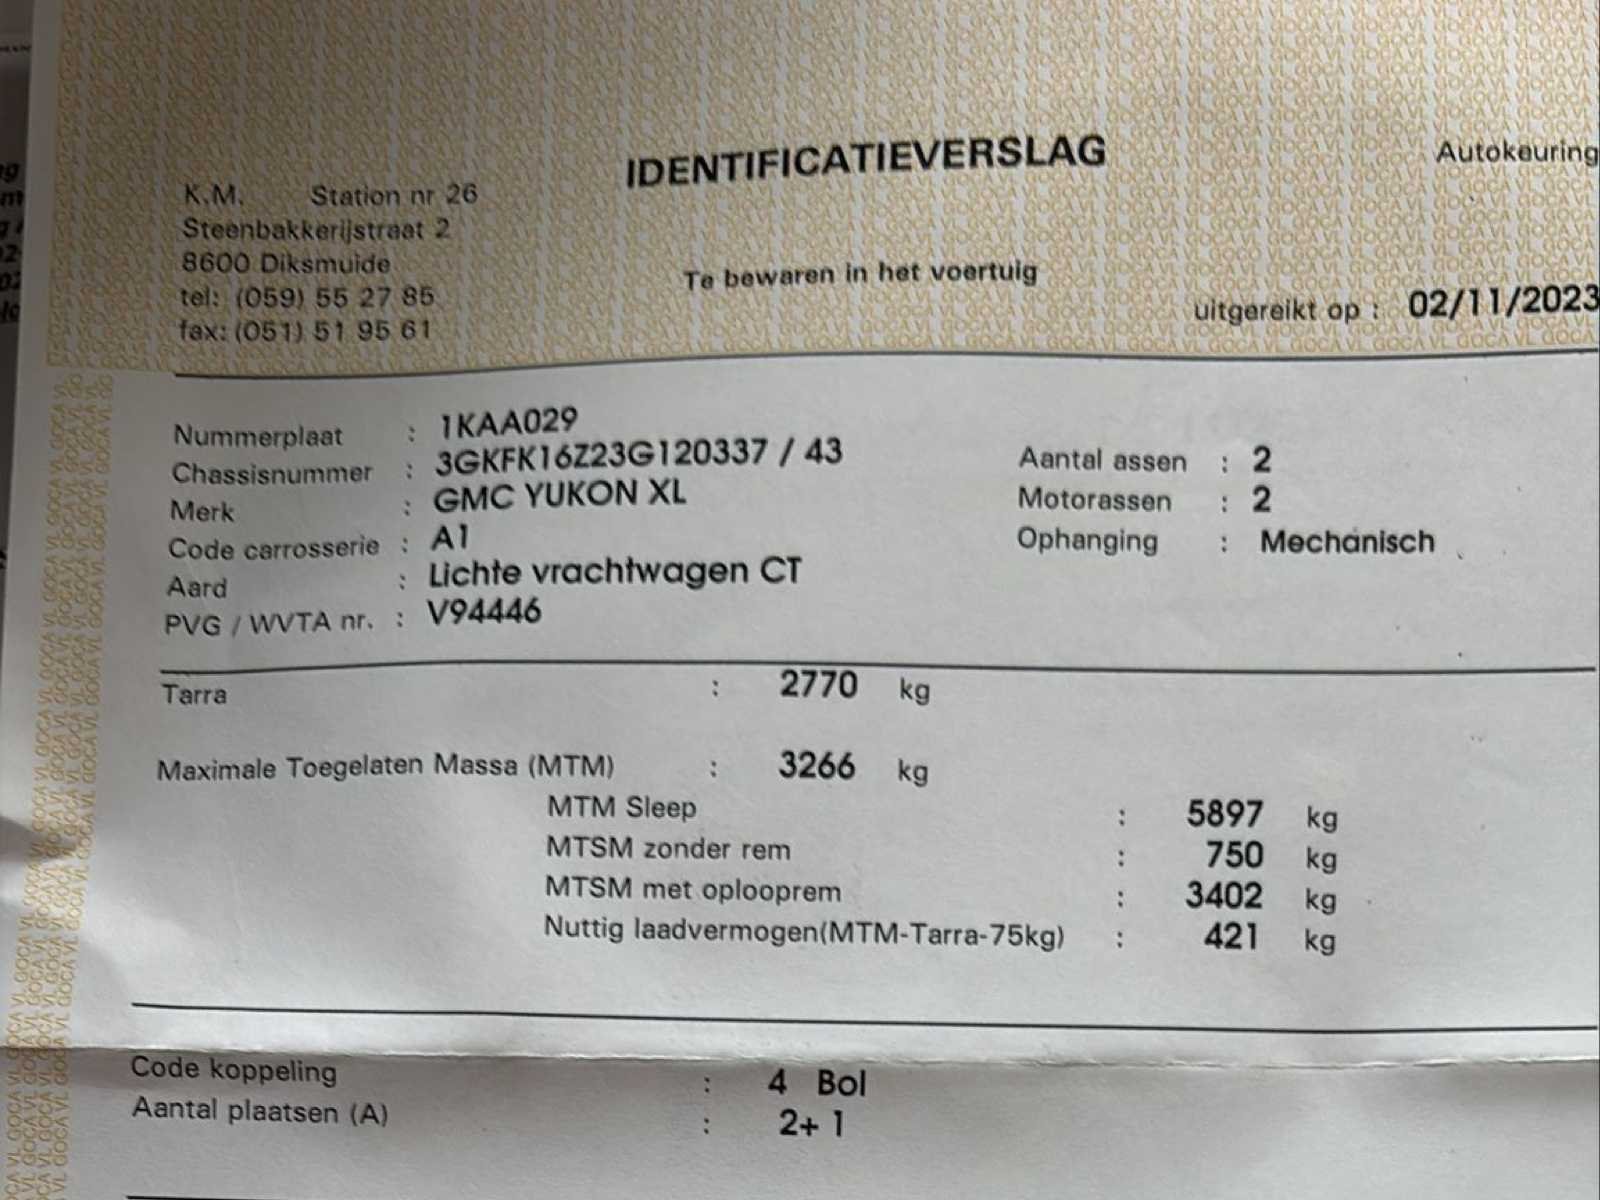 IDENTIFICATIEVERSLAG
Autokeuring
K.M. Station nr 26
Steenbakkerijstraat 2
8600 Diksmuide
tel: (059) 55 27 85
fax: (051) 51 95 61
Te bewaren in het voertuig
uitgereikt op : 02/11/2023
Nummerplaat : 1KAA029
Chassisnummer : 3GKFK16Z23G120337 / 43
Merk : GMC YUKON XL
Code carrosserie : A1
Aard : Lichte vrachtwagen CT
PVG / WVTA nr. : V94446
Aantal assen : 2
Motorassen : 2
Ophanging : Mechanisch
Tarra : 2770 kg
Maximale Toegelaten Massa (MTM) : 3266 kg
MTM Sleep : 5897 kg
MTSM zonder rem : 750 kg
MTSM met oplooprem : 3402 kg
Nuttig laadvermogen(MTM-Tarra-75kg) : 421 kg
Code koppeling : 4 Bol
Aantal plaatsen (A) : 2+ 1